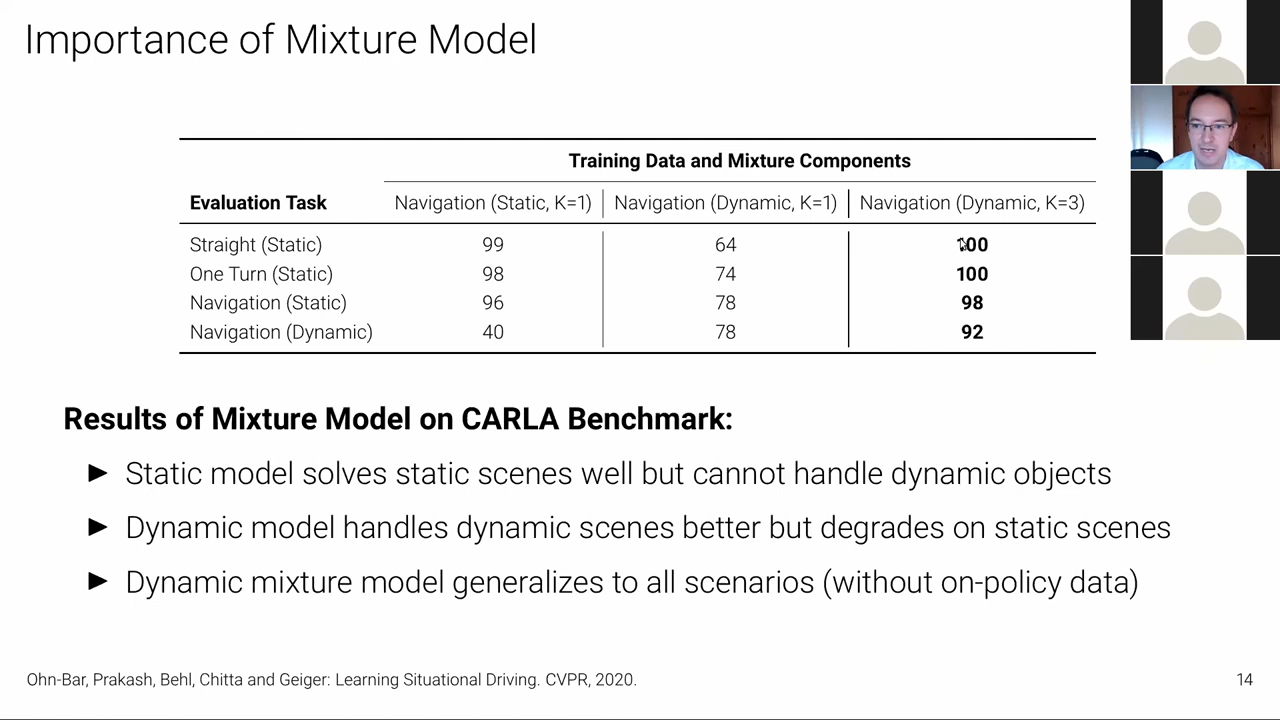 Importance of Mixture Model
Training Data and Mixture Components
Evaluation Task Navigation (Static, K=1) Navigation (Dynamic, K=1) Navigation (Dynamic, K=3)
Straight (Static) 99 64 100
One Turn (Static) 98 74 100
Navigation (Static) 96 78 98
Navigation (Dynamic) 40 78 92
Results of Mixture Model on CARLA Benchmark:
► Static model solves static scenes well but cannot handle dynamic objects
► Dynamic model handles dynamic scenes better but degrades on static scenes
► Dynamic mixture model generalizes to all scenarios (without on-policy data)
Ohn-Bar, Prakash, Behl, Chitta and Geiger: Learning Situational Driving. CVPR, 2020. 14